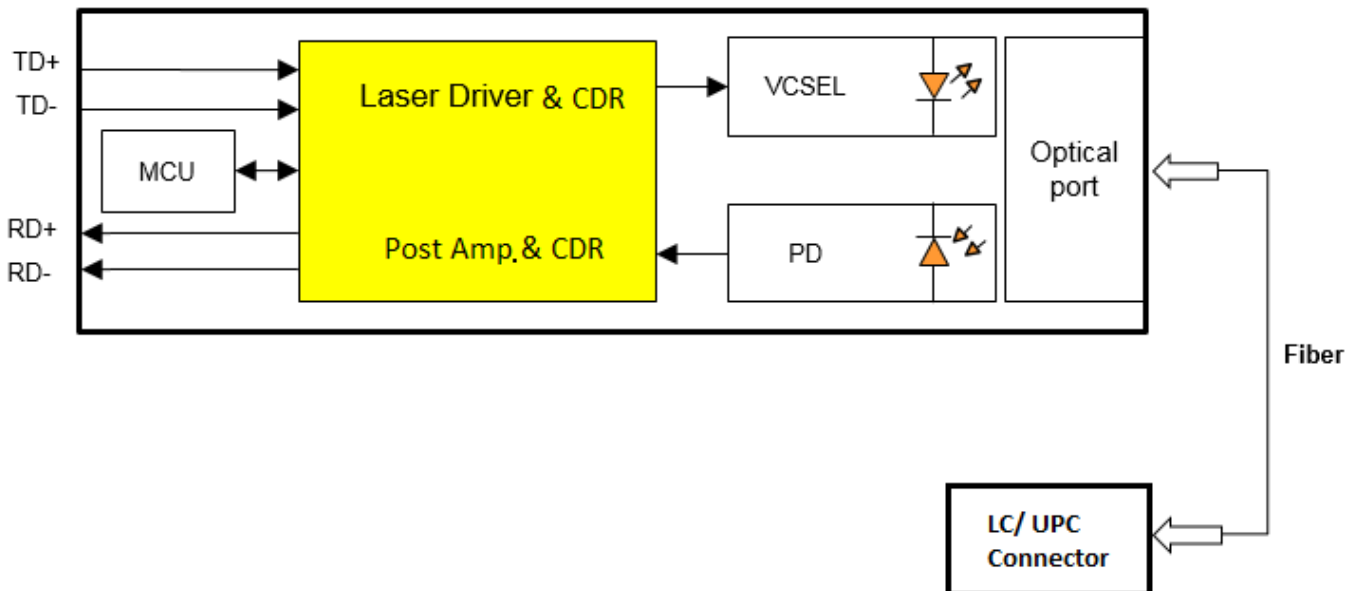 TD+
TD-
Laser Driver & CDR
VCSEL
MCU
Optical
port
RD+
RD-
Post Amp. & CDR
PD
Fiber
LC/ UPC
Connector